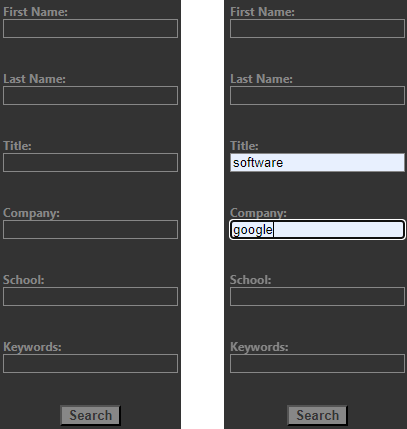 First Name:
Last Name:
Title:
Company:
School:
Keywords:
Search
First Name:
Last Name:
Title:
software
Company:
google
School:
Keywords:
Search